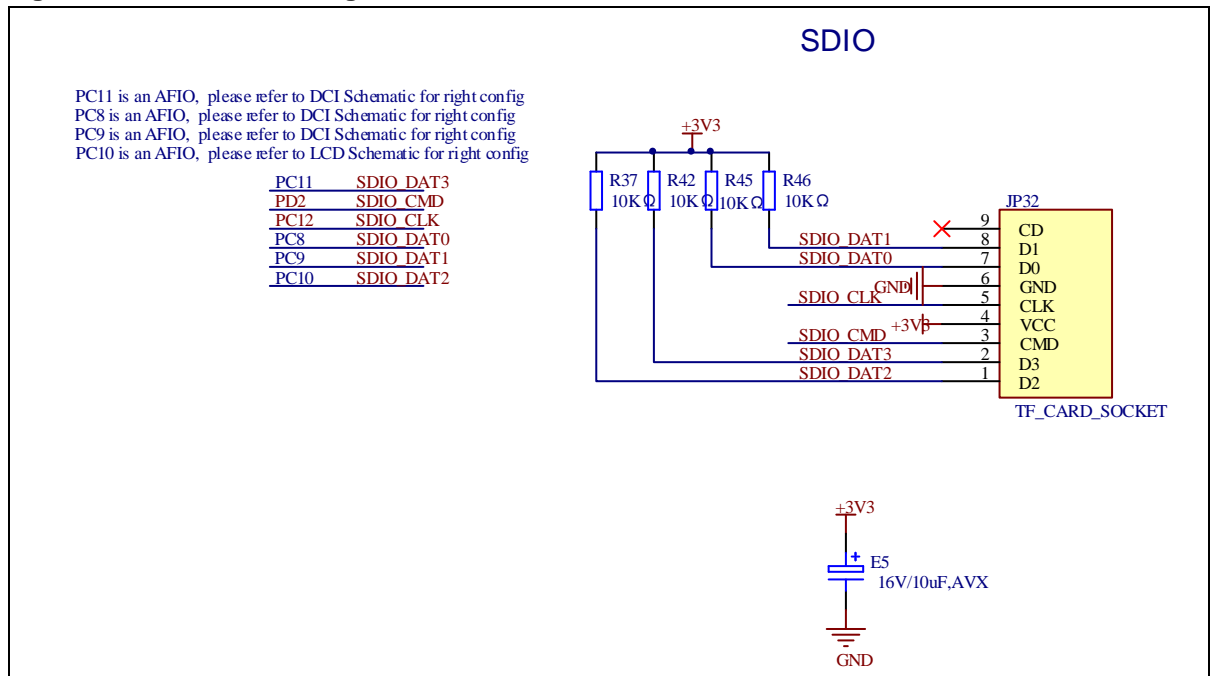 SDIO
PC11 is an AFIO, please refer to DCI Schematic for right config
PC8 is an AFIO, please refer to DCI Schematic for right config
PC9 is an AFIO, please refer to DCI Schematic for right config
PC10 is an AFIO, please refer to LCD Schematic for right config
PC11 SDIO_DAT3
PD2 SDIO_CMD
PC12 SDIO_CLK
PC8 SDIO_DAT0
PC9 SDIO_DAT1
PC10 SDIO_DAT2
+3V3
R37 R42 R45 R46
10KΩ 10KΩ 10KΩ 10KΩ
JP32
9 CD
SDIO_DAT1 8 D1
SDIO_DAT0 7 D0
GND 6 GND
SDIO_CLK 5 CLK
+3V3 4 VCC
SDIO_CMD 3 CMD
SDIO_DAT3 2 D3
SDIO_DAT2 1 D2
TF_CARD_SOCKET
+3V3
+
E5
16V/10uF,AVX
GND